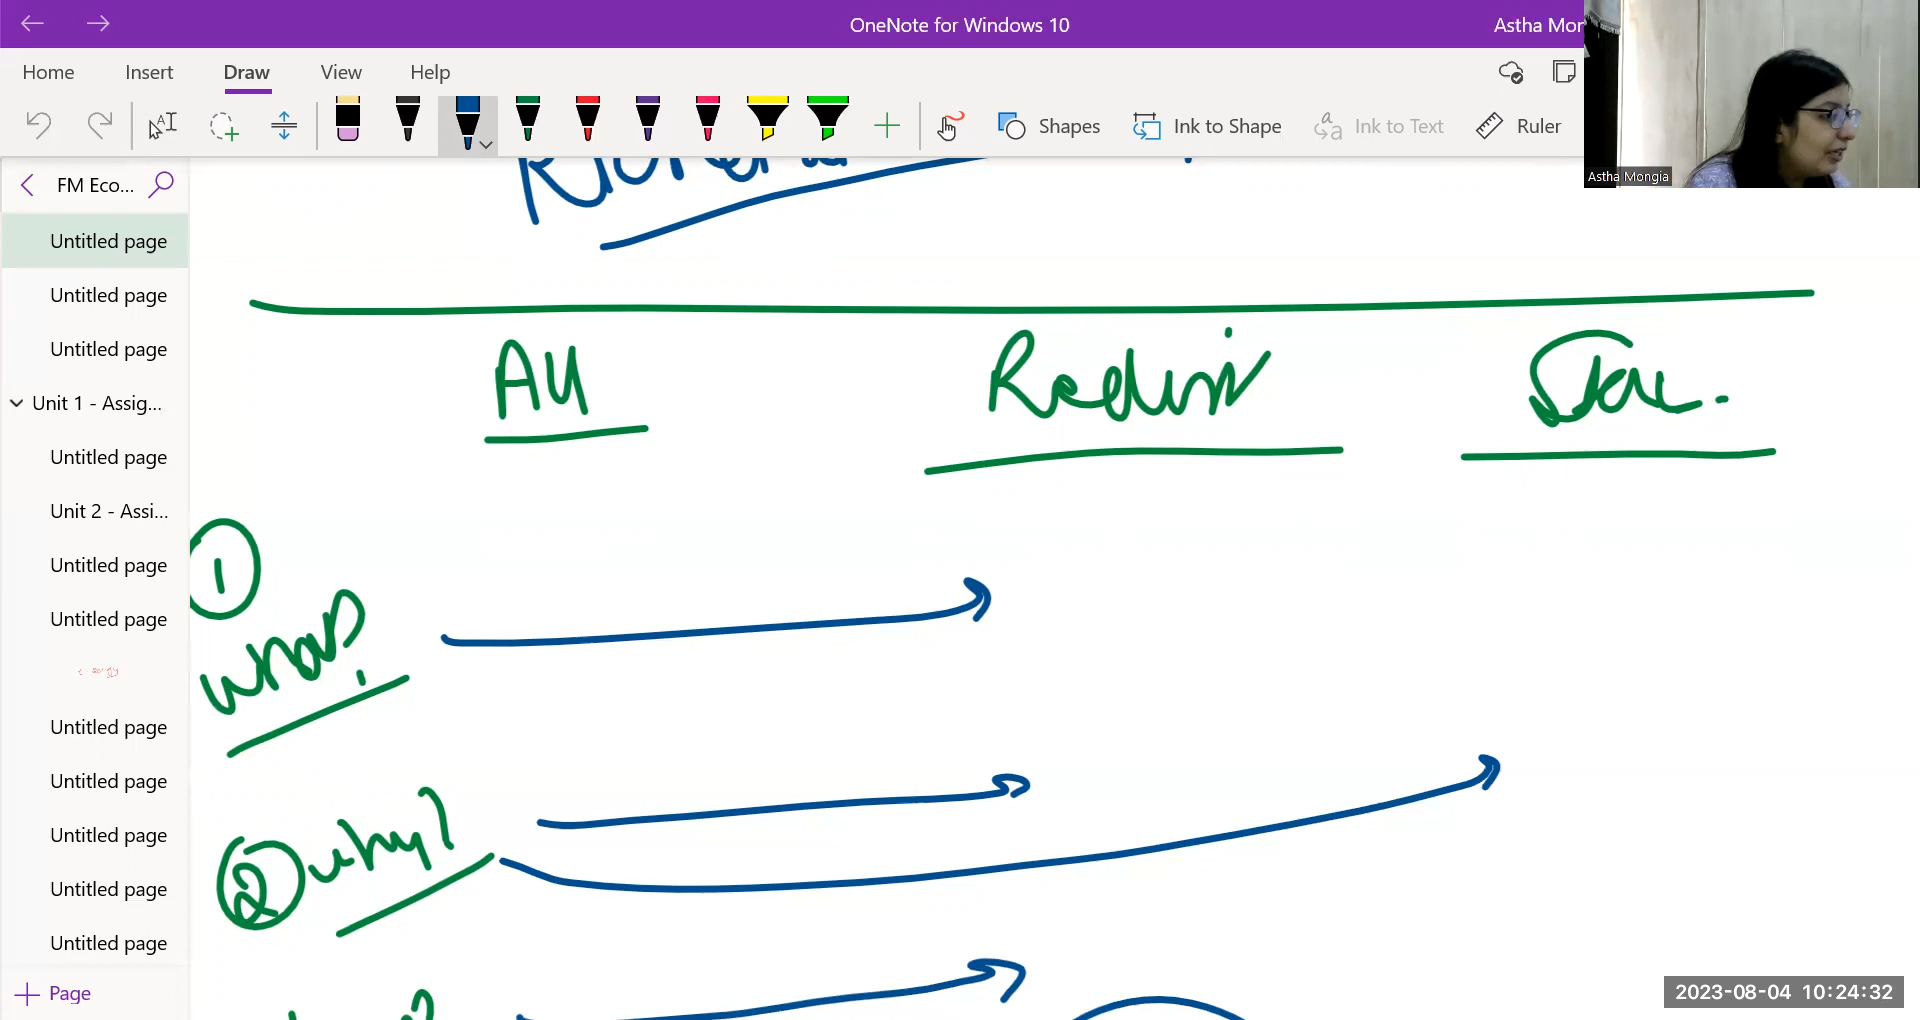 OneNote for Windows 10
Astha Mon
Home Insert Draw View Help
Shapes Ink to Shape Ink to Text Ruler
Astha Mongia
FM Eco...
Untitled page
Untitled page
Untitled page
Unit 1 - Assig...
Untitled page
Unit 2 - Assi...
Untitled page
Untitled page
Untitled page
Untitled page
Untitled page
Untitled page
Untitled page
Page
All
①
what?
② why?
2023-08-04 10:24:32